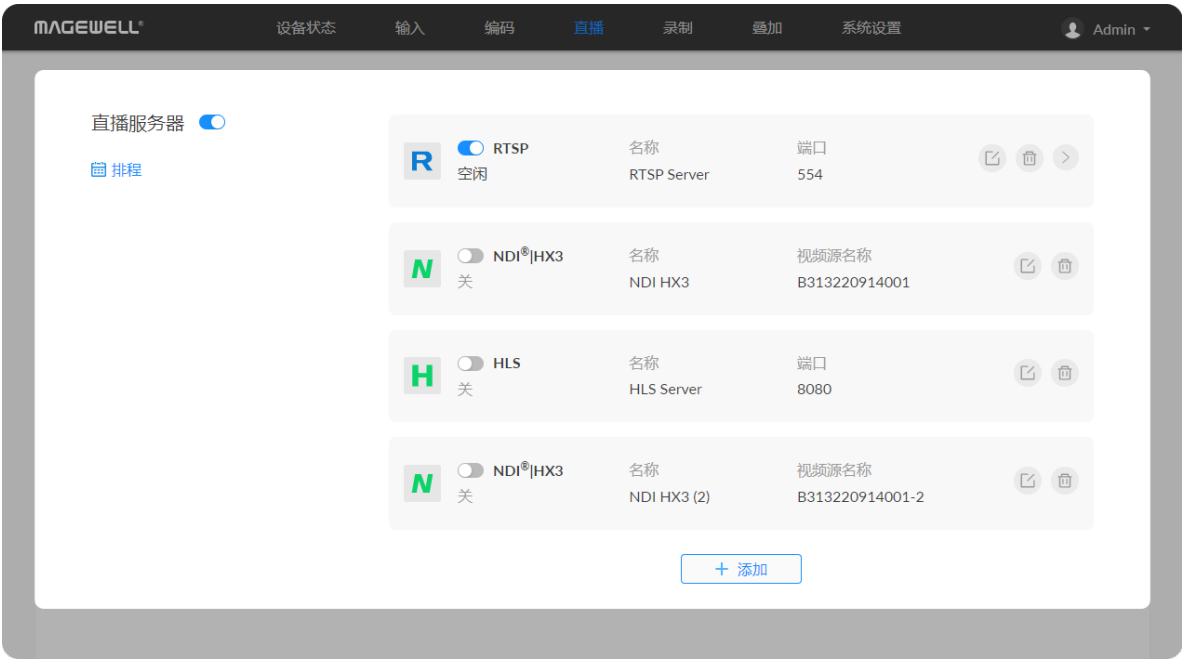 MAGEWELL®
设备状态 输入 编码 直播 录制 叠加 系统设置 Admin
直播服务器
排程
R RTSP 名称 端口
空闲 RTSP Server 554
N NDI®|HX3 名称 视频源名称
关 NDI HX3 B313220914001
H HLS 名称 端口
关 HLS Server 8080
N NDI®|HX3 名称 视频源名称
关 NDI HX3 (2) B313220914001-2
+ 添加